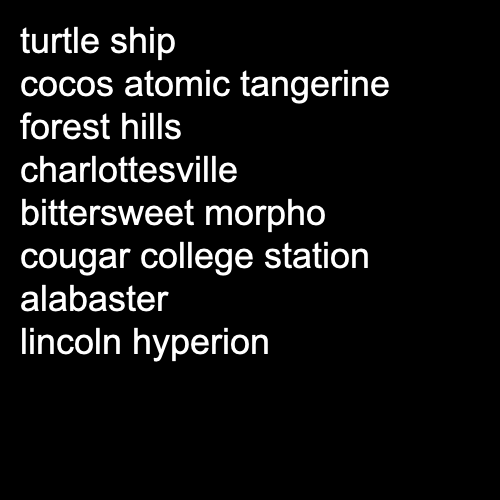 turtle ship
cocos atomic tangerine
forest hills
charlottesville
bittersweet morpho
cougar college station
alabaster
lincoln hyperion